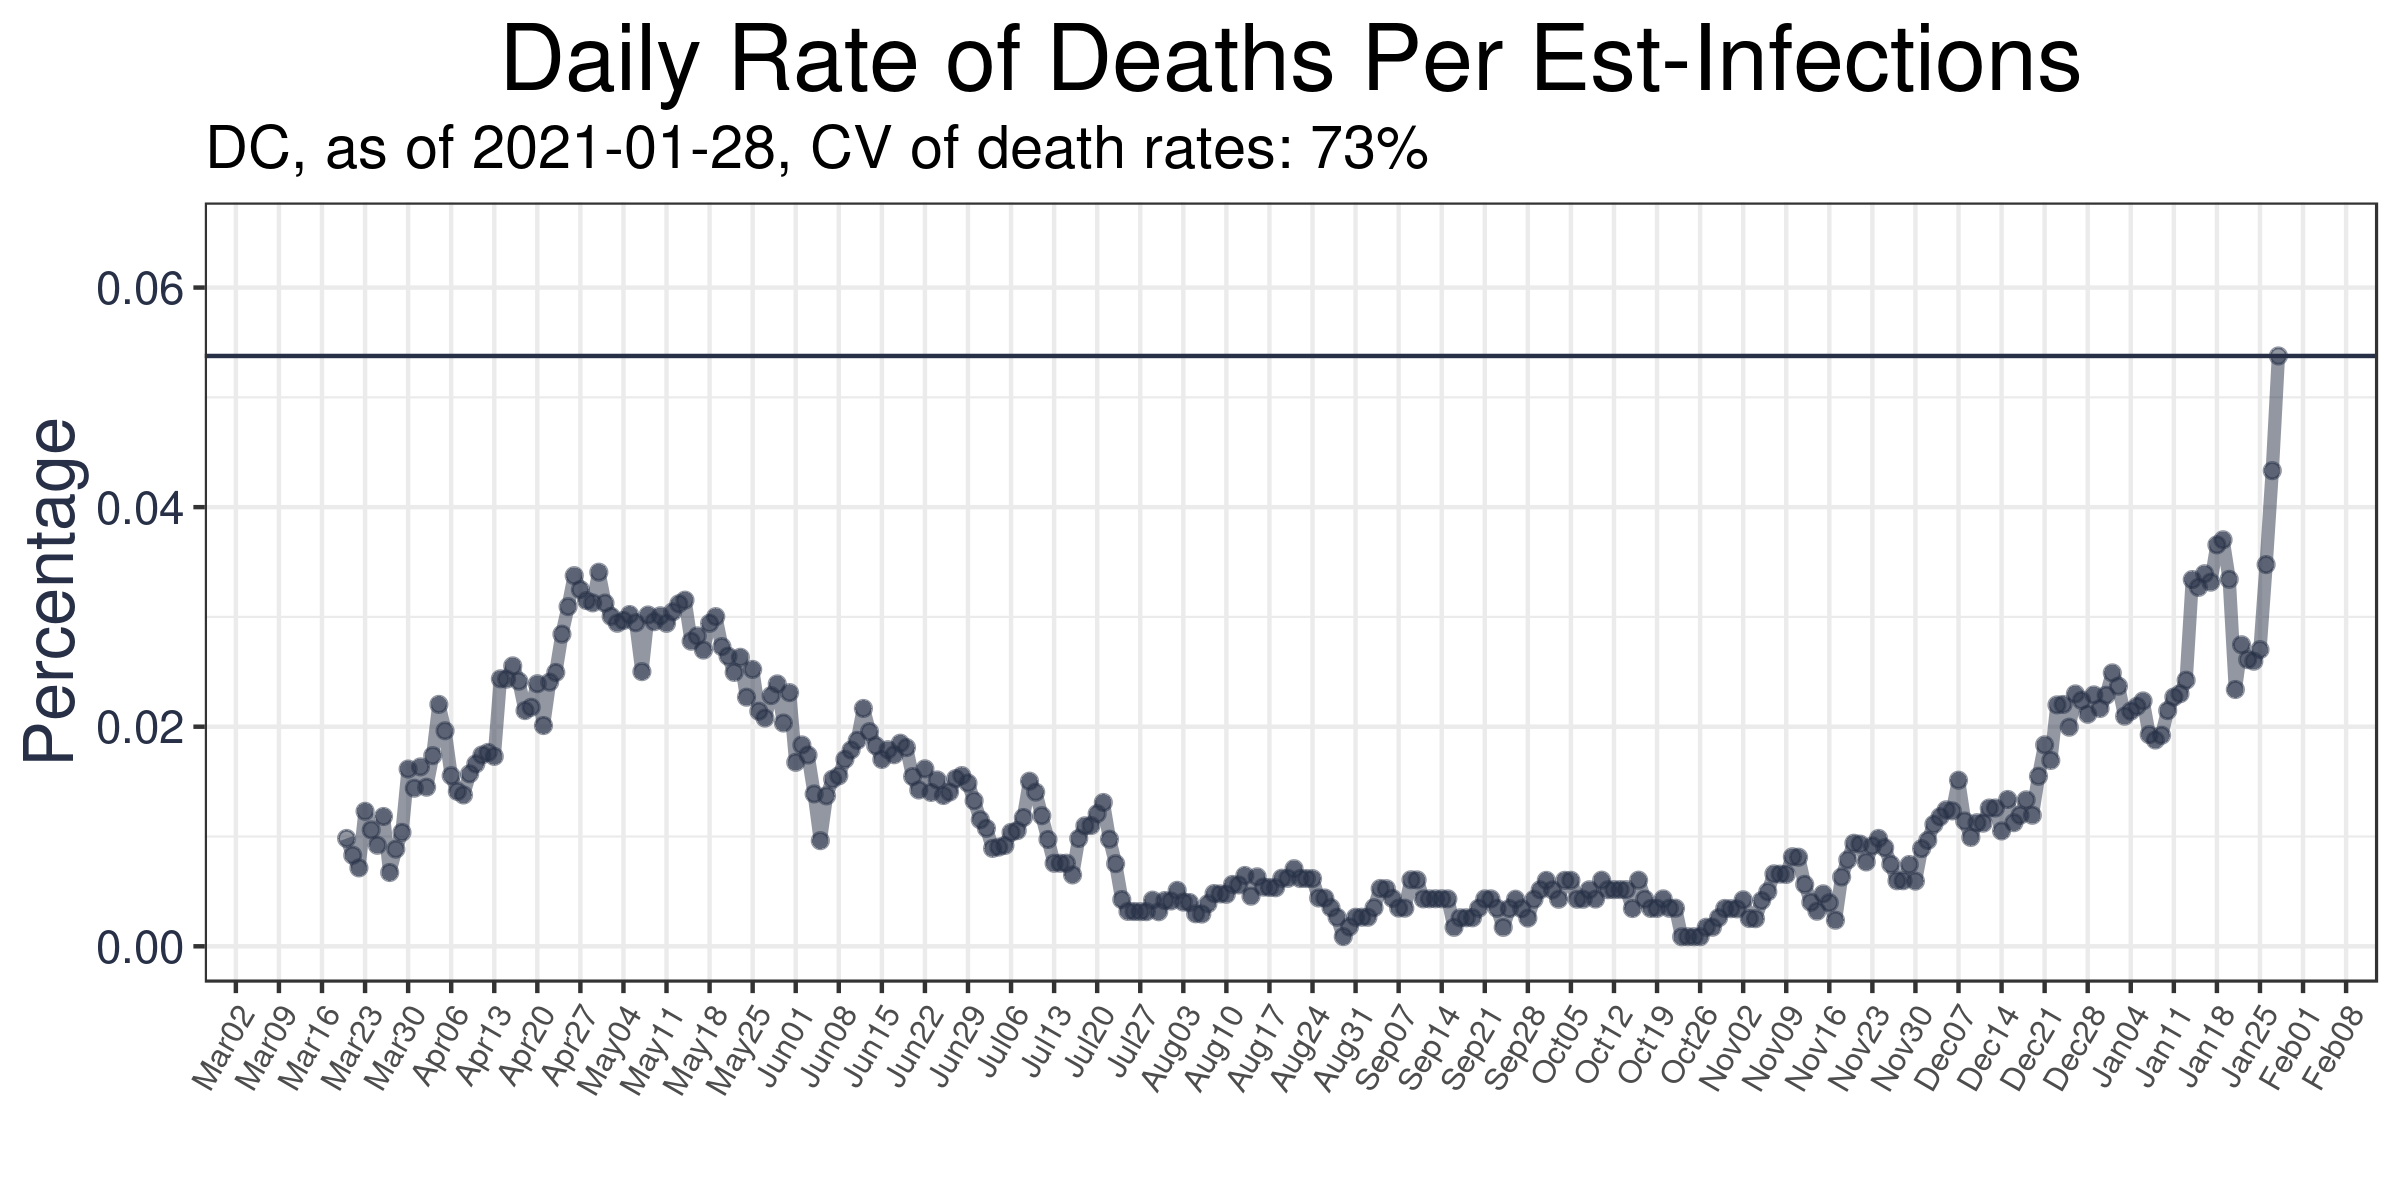 Daily Rate of Deaths Per Est-Infections
DC, as of 2021-01-28, CV of death rates: 73%
Percentage
0.06
0.04
0.02
0.00
Mar02
Mar09
Mar16
Mar23
Mar30
Apr06
Apr13
Apr20
Apr27
May04
May11
May18
May25
Jun01
Jun08
Jun15
Jun22
Jun29
Jul06
Jul13
Jul20
Jul27
Aug03
Aug10
Aug17
Aug24
Aug31
Sep07
Sep14
Sep21
Sep28
Oct05
Oct12
Oct19
Oct26
Nov02
Nov09
Nov16
Nov23
Nov30
Dec07
Dec14
Dec21
Dec28
Jan04
Jan11
Jan18
Jan25
Feb01
Feb08